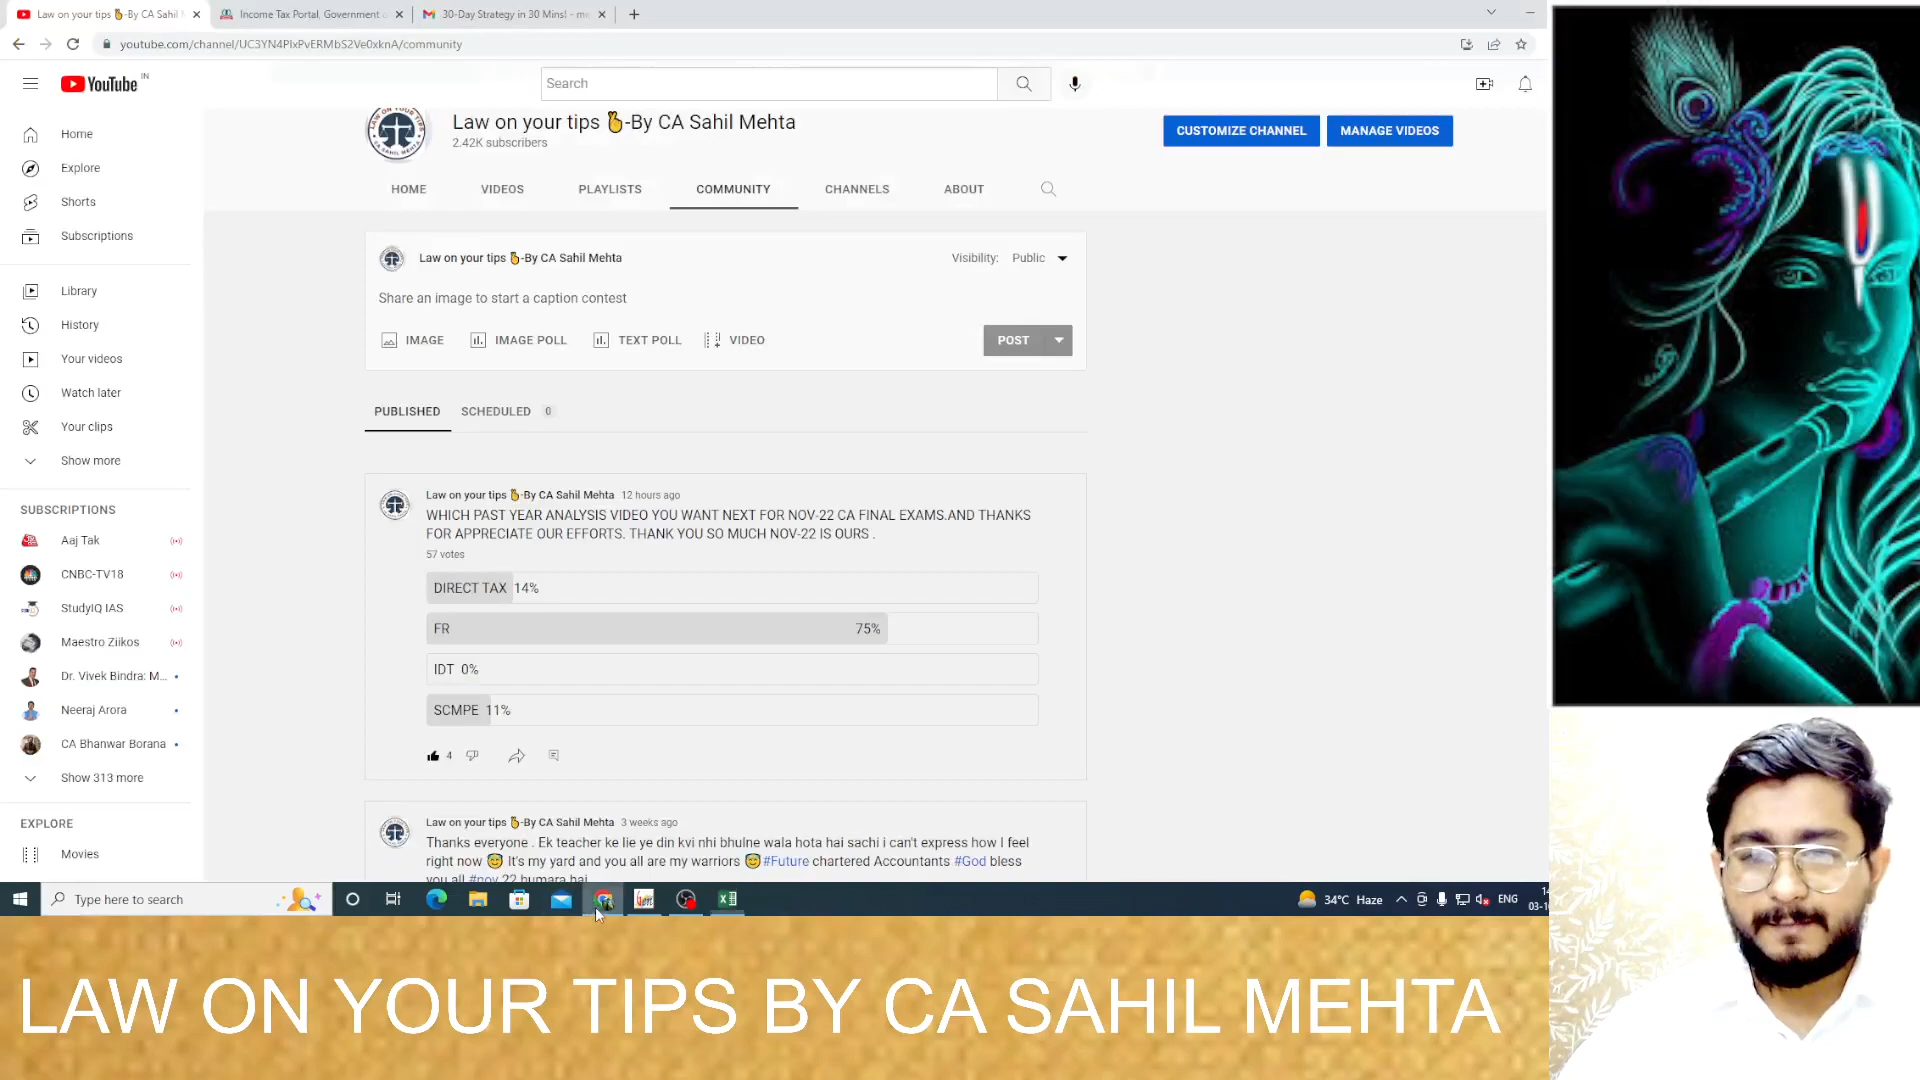 Law on your tips 🫰-By CA Sahil M
Income Tax Portal, Government o
30-Day Strategy in 30 Mins! - me
youtube.com/channel/UC3YN4PIxPvERMbS2Ve0xknA/community
YouTube IN
Search
Home
Explore
Shorts
Subscriptions
Library
History
Your videos
Watch later
Your clips
Show more
SUBSCRIPTIONS
Aaj Tak
CNBC-TV18
StudyIQ IAS
Maestro Ziikos
Dr. Vivek Bindra: M...
Neeraj Arora
CA Bhanwar Borana
Show 313 more
EXPLORE
Movies
Law on your tips 🫰-By CA Sahil Mehta
2.42K subscribers
CUSTOMIZE CHANNEL
MANAGE VIDEOS
HOME VIDEOS PLAYLISTS COMMUNITY CHANNELS ABOUT
Law on your tips 🫰-By CA Sahil Mehta
Visibility: Public
Share an image to start a caption contest
IMAGE IMAGE POLL TEXT POLL VIDEO
POST
PUBLISHED SCHEDULED 0
Law on your tips 🫰-By CA Sahil Mehta 12 hours ago
WHICH PAST YEAR ANALYSIS VIDEO YOU WANT NEXT FOR NOV-22 CA FINAL EXAMS.AND THANKS
FOR APPRECIATE OUR EFFORTS. THANK YOU SO MUCH NOV-22 IS OURS .
57 votes
DIRECT TAX 14%
FR 75%
IDT 0%
SCMPE 11%
4
Law on your tips 🫰-By CA Sahil Mehta 3 weeks ago
Thanks everyone . Ek teacher ke lie ye din kvi nhi bhulne wala hota hai sachi i can't express how I feel
right now 😇 It's my yard and you all are my warriors 😇#Future chartered Accountants #God bless
you all #nov 22 humara hai
Type here to search
34°C Haze
ENG
LAW ON YOUR TIPS BY CA SAHIL MEHTA